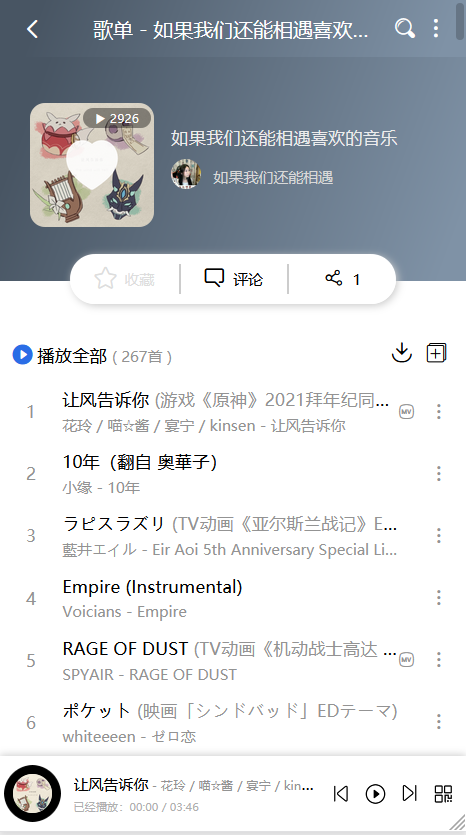 歌单 - 如果我们还能相遇喜欢...
2926
如果我们还能相遇喜欢的音乐
如果我们还能相遇
收藏 评论 1
播放全部 ( 267首 )
1 让风告诉你 (游戏《原神》2021拜年纪同... MV
花玲 / 喵☆酱 / 宴宁 / kinsen - 让风告诉你
2 10年（翻自 奥華子）
小缘 - 10年
3 ラピスラズリ (TV动画《亚尔斯兰战记》E...
藍井エイル - Eir Aoi 5th Anniversary Special Li...
4 Empire (Instrumental)
Voicians - Empire
5 RAGE OF DUST (TV动画《机动战士高达 ... MV
SPYAIR - RAGE OF DUST
6 ポケット (映画「シンドバッド」EDテーマ)
whiteeeen - ゼロ恋
让风告诉你 - 花玲 / 喵☆酱 / 宴宁 / kin...
已经播放：00:00 / 03:46